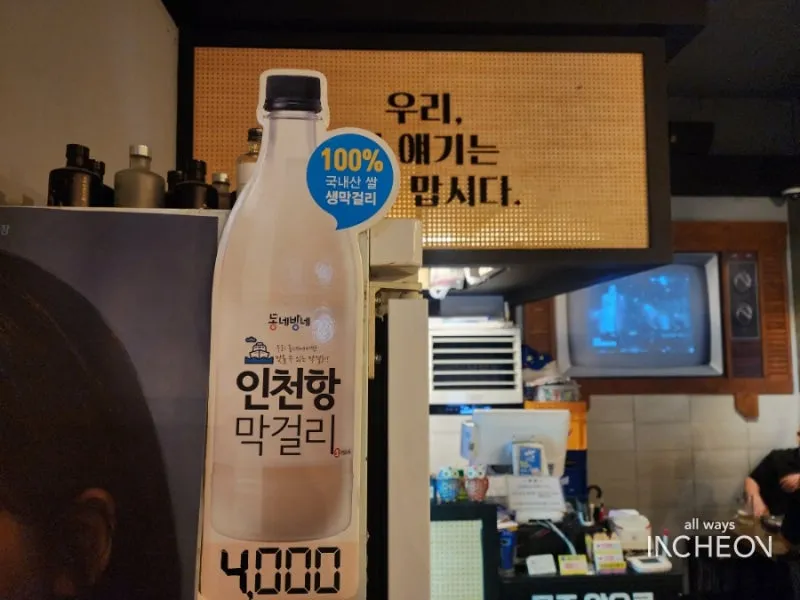 우리,
얘기는
맙시다.
100%
국내산 쌀
생막걸리
동네방네
인천항
막걸리
4,000
all ways
INCHEON